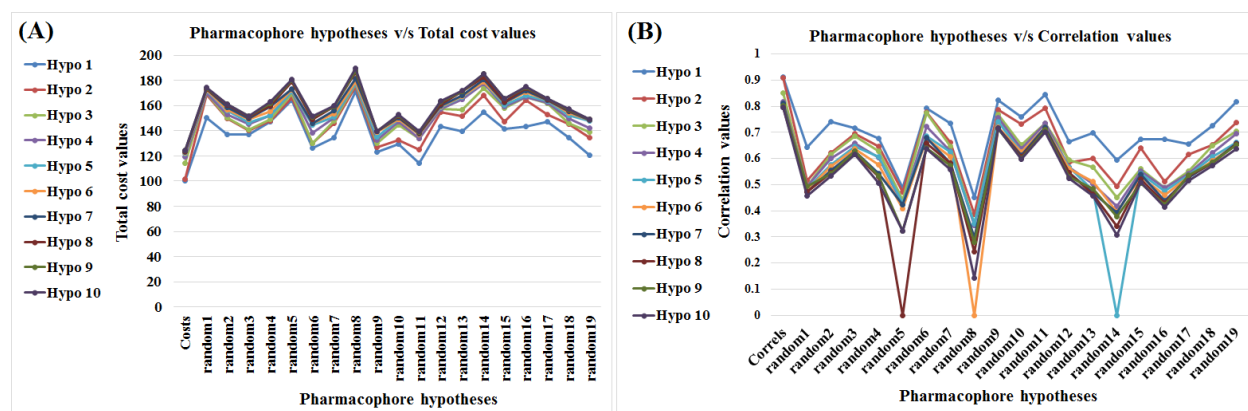 (A)
Pharmacophore hypotheses v/s Total cost values
Hypo 1
Hypo 2
Hypo 3
Hypo 4
Hypo 5
Hypo 6
Hypo 7
Hypo 8
Hypo 9
Hypo 10
Total cost values
200
180
160
140
120
100
80
60
40
20
0
Costs
random1
random2
random3
random4
random5
random6
random7
random8
random9
random10
random11
random12
random13
random14
random15
random16
random17
random18
random19
Pharmacophore hypotheses
(B)
Pharmacophore hypotheses v/s Correlation values
Hypo 1
Hypo 2
Hypo 3
Hypo 4
Hypo 5
Hypo 6
Hypo 7
Hypo 8
Hypo 9
Hypo 10
Correlation values
1
0.9
0.8
0.7
0.6
0.5
0.4
0.3
0.2
0.1
0
Correls
random1
random2
random3
random4
random5
random6
random7
random8
random9
random10
random11
random12
random13
random14
random15
random16
random17
random18
random19
Pharmacophore hypotheses